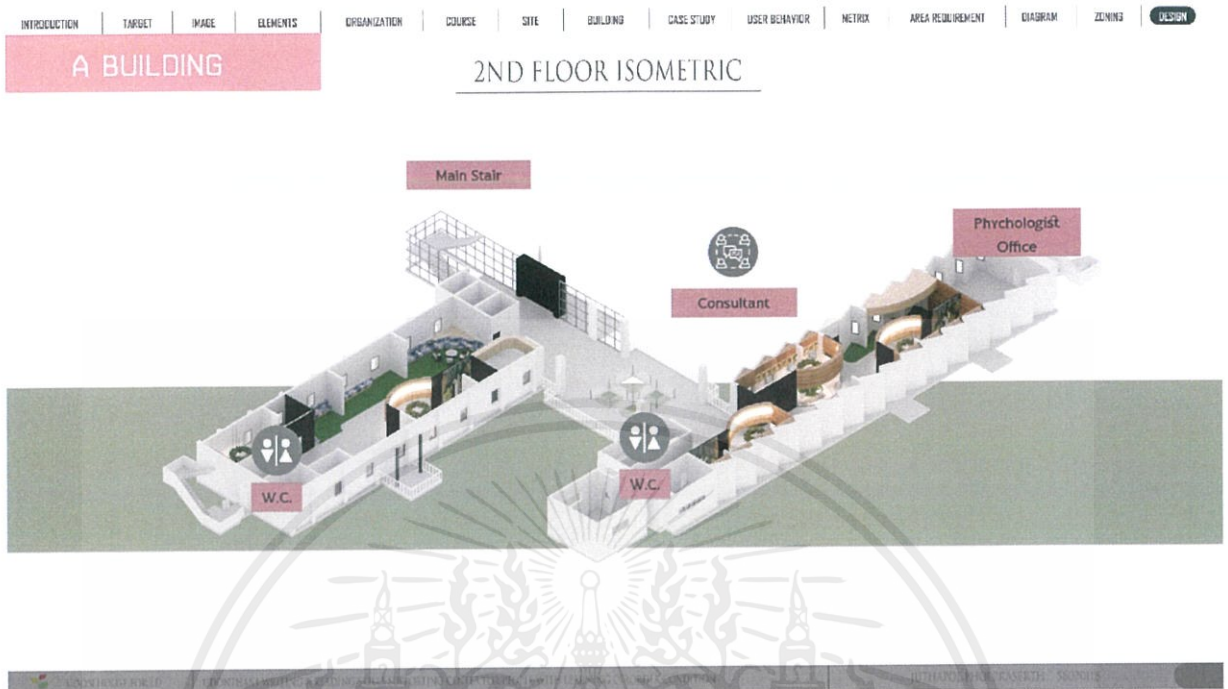 INTRODUCTION TARGET IMAGE ELEMENTS ORGANIZATION COURSE SITE BUILDING CASE STUDY USER BEHAVIOR METRIX AREA REQUIREMENT DIAGRAM ZONING DESIGN
A BUILDING
2ND FLOOR ISOMETRIC
Main Stair
Phychologist
Office
Consultant
W.C.
W.C.